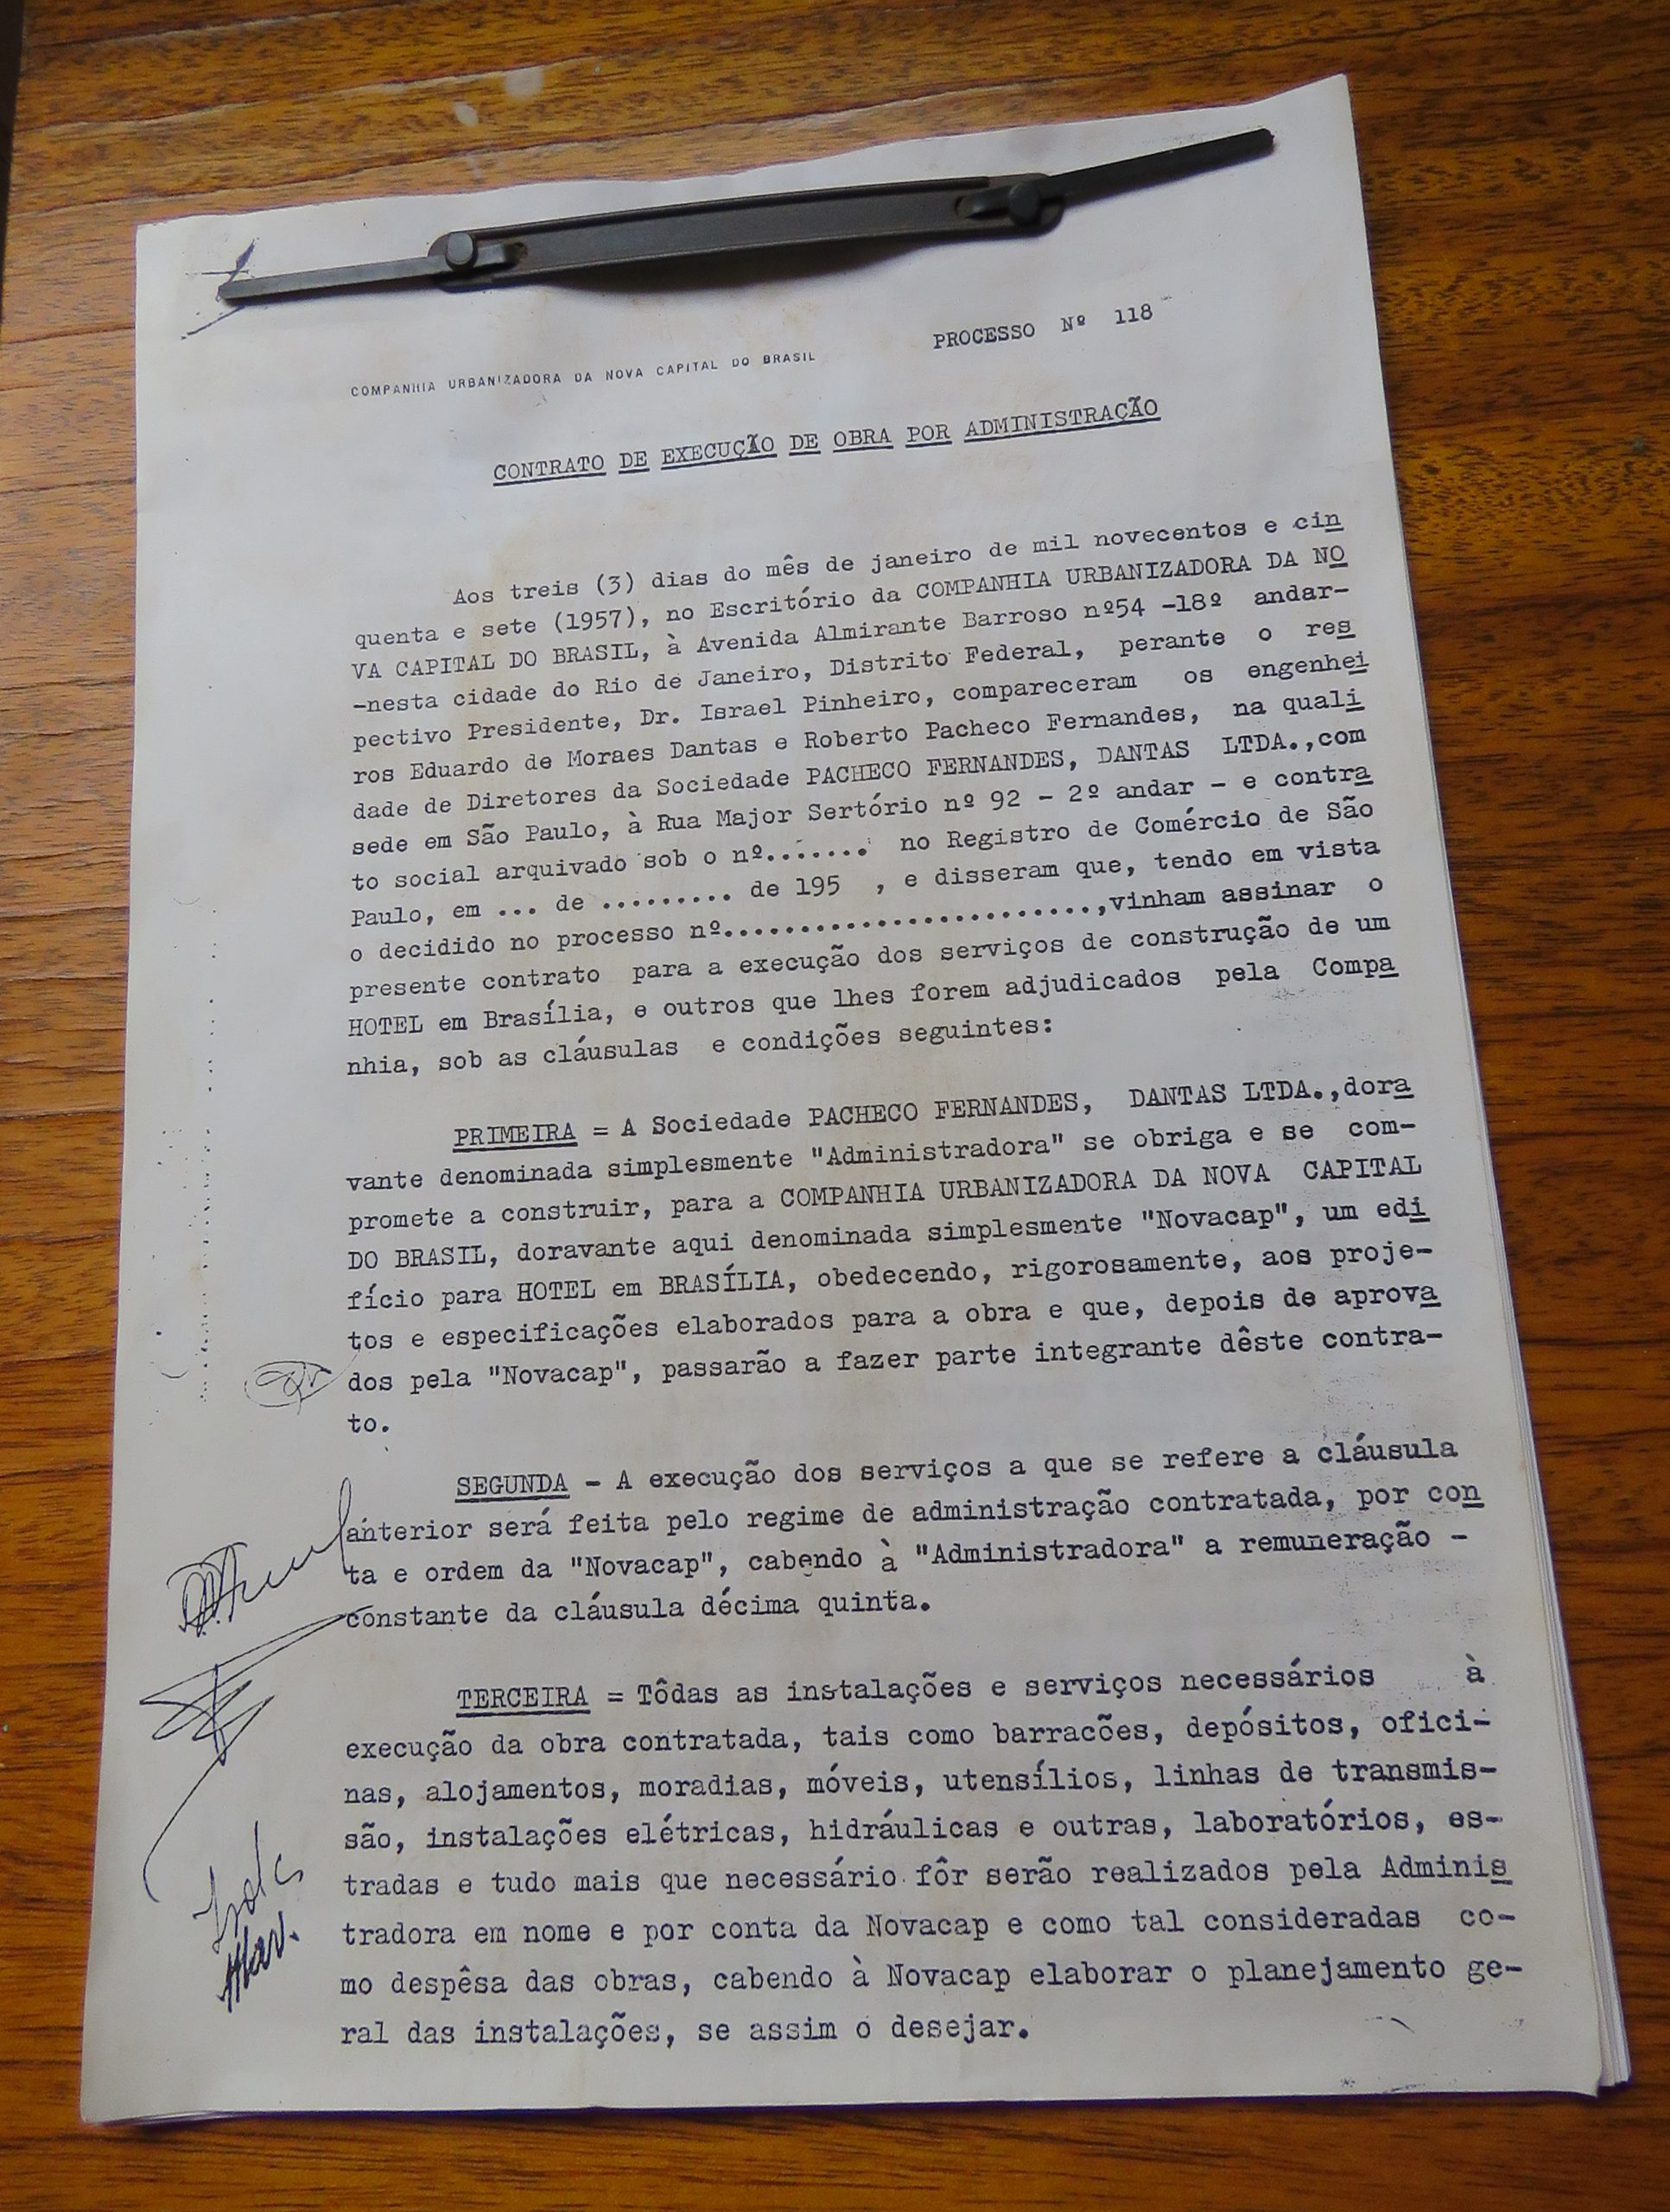 PROCESSO Nº 118
COMPANHIA URBANIZADORA DA NOVA CAPITAL DO BRASIL
CONTRATO DE EXECUÇÃO DE OBRA POR ADMINISTRAÇÃO
Aos treis (3) dias do mês de janeiro de mil novecentos e cin
quenta e sete (1957), no Escritório da COMPANHIA URBANIZADORA DA NO
VA CAPITAL DO BRASIL, à Avenida Almirante Barroso nº54 -18º andar-
-nesta cidade do Rio de Janeiro, Distrito Federal, perante o res
pectivo Presidente, Dr. Israel Pinheiro, compareceram os engenhei
ros Eduardo de Moraes Dantas e Roberto Pacheco Fernandes, na quali
dade de Diretores da Sociedade PACHECO FERNANDES, DANTAS LTDA.,com
sede em São Paulo, à Rua Major Sertório nº 92 - 2º andar - e contra
to social arquivado sob o nº....... no Registro de Comércio de São
Paulo, em ... de ......... de 195 , e disseram que, tendo em vista
o decidido no processo nº........................,vinham assinar o
presente contrato para a execução dos serviços de construção de um
HOTEL em Brasília, e outros que lhes forem adjudicados pela Compa
nhia, sob as cláusulas e condições seguintes:
PRIMEIRA = A Sociedade PACHECO FERNANDES, DANTAS LTDA.,dora
vante denominada simplesmente "Administradora" se obriga e se com-
promete a construir, para a COMPANHIA URBANIZADORA DA NOVA CAPITAL
DO BRASIL, doravante aqui denominada simplesmente "Novacap", um edi
fício para HOTEL em BRASÍLIA, obedecendo, rigorosamente, aos proje-
tos e especificações elaborados para a obra e que, depois de aprova
dos pela "Novacap", passarão a fazer parte integrante dêste contra-
to.
SEGUNDA - A execução dos serviços a que se refere a cláusula
anterior será feita pelo regime de administração contratada, por con
ta e ordem da "Novacap", cabendo à "Administradora" a remuneração -
constante da cláusula décima quinta.
TERCEIRA = Tôdas as instalações e serviços necessários à
execução da obra contratada, tais como barracões, depósitos, ofici-
nas, alojamentos, moradias, móveis, utensílios, linhas de transmis-
são, instalações elétricas, hidráulicas e outras, laboratórios, es-
tradas e tudo mais que necessário fôr serão realizados pela Adminis
tradora em nome e por conta da Novacap e como tal consideradas co-
mo despêsa das obras, cabendo à Novacap elaborar o planejamento ge-
ral das instalações, se assim o desejar.